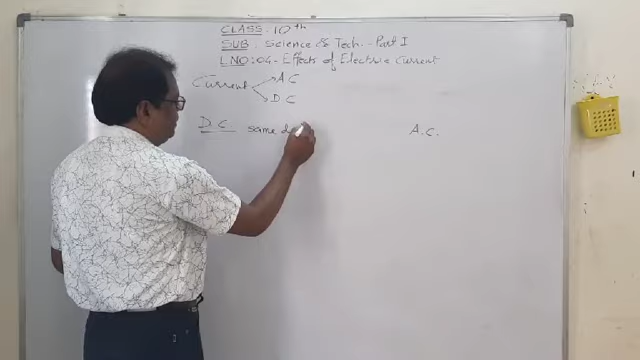 CLASS: 10th
SUB: Science & Tech.-Part I
L.NO:04-Effects of Electric Current
Current A C
D. C
D. C same d
A.C.